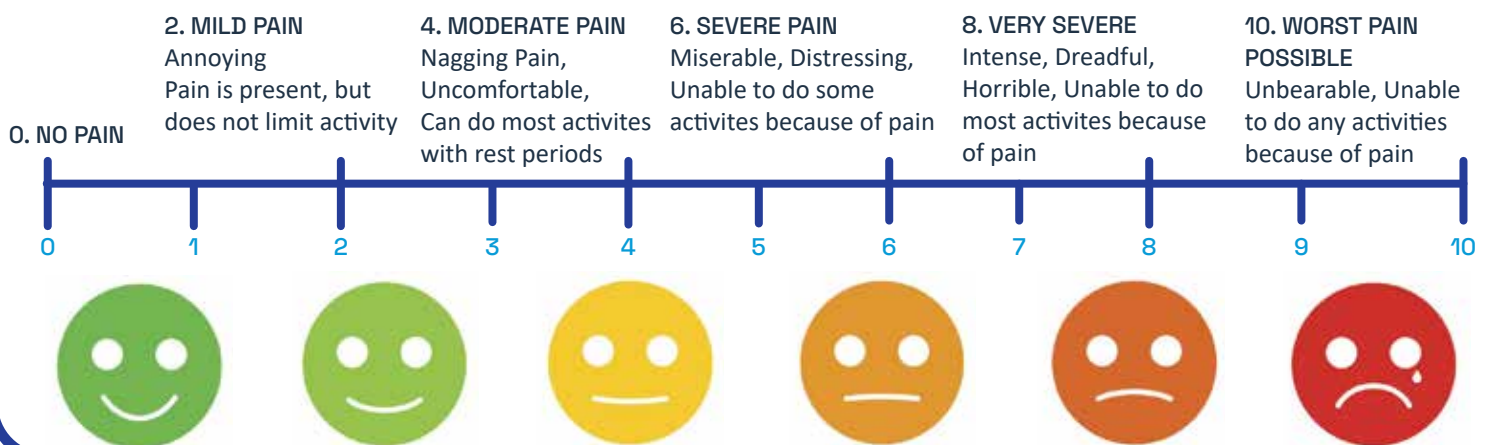 0. NO PAIN
2. MILD PAIN
Annoying
Pain is present, but
does not limit activity
4. MODERATE PAIN
Nagging Pain,
Uncomfortable,
Can do most activites
with rest periods
6. SEVERE PAIN
Miserable, Distressing,
Unable to do some
activites because of pain
8. VERY SEVERE
Intense, Dreadful,
Horrible, Unable to do
most activites because
of pain
10. WORST PAIN
POSSIBLE
Unbearable, Unable
to do any activities
because of pain
0 1 2 3 4 5 6 7 8 9 10